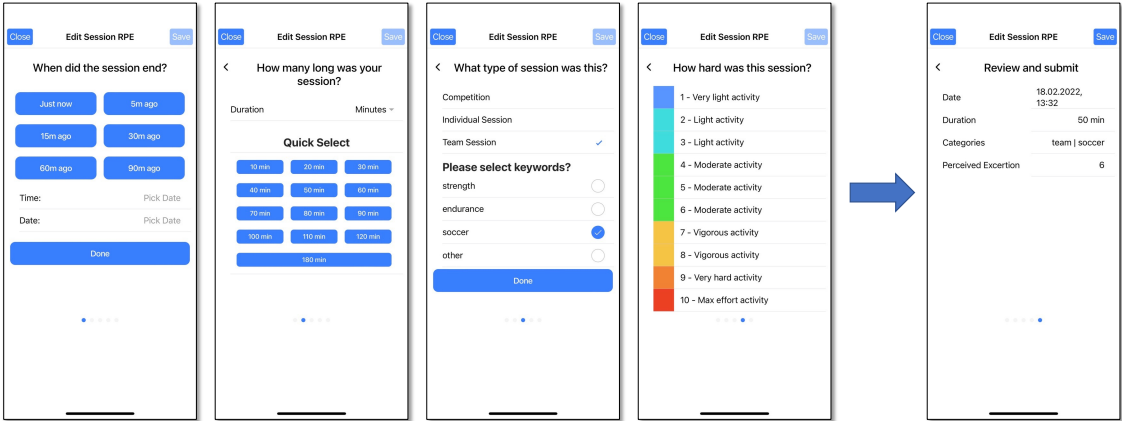 Close Edit Session RPE Save
When did the session end?
Just now 5m ago
15m ago 30m ago
60m ago 90m ago
Time: Pick Date
Date: Pick Date
Done
Close Edit Session RPE Save
How many long was your
session?
Duration Minutes
Quick Select
10 min 20 min 30 min
40 min 50 min 60 min
70 min 80 min 90 min
100 min 110 min 120 min
180 min
Close Edit Session RPE Save
What type of session was this?
Competition
Individual Session
Team Session
Please select keywords?
strength
endurance
soccer
other
Done
Close Edit Session RPE Save
How hard was this session?
1 - Very light activity
2 - Light activity
3 - Light activity
4 - Moderate activity
5 - Moderate activity
6 - Moderate activity
7 - Vigorous activity
8 - Vigorous activity
9 - Very hard activity
10 - Max effort activity
Close Edit Session RPE Save
Review and submit
Date 18.02.2022,
13:32
Duration 50 min
Categories team | soccer
Perceived Excertion 6